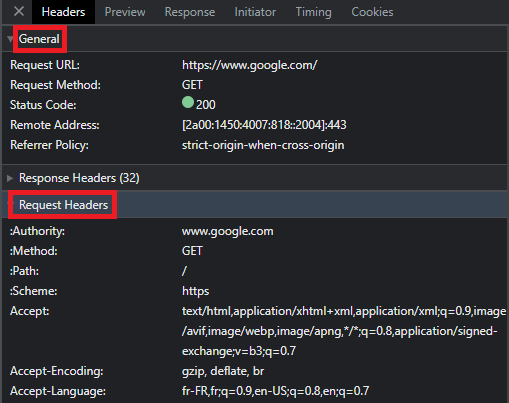 Headers Preview Response Initiator Timing Cookies
General
Request URL: https://www.google.com/
Request Method: GET
Status Code: 200
Remote Address: [2a00:1450:4007:818::2004]:443
Referrer Policy: strict-origin-when-cross-origin
Response Headers (32)
Request Headers
:Authority: www.google.com
:Method: GET
:Path: /
:Scheme: https
Accept: text/html,application/xhtml+xml,application/xml;q=0.9,image
/avif,image/webp,image/apng,*/*;q=0.8,application/signed-
exchange;v=b3;q=0.7
Accept-Encoding: gzip, deflate, br
Accept-Language: fr-FR,fr;q=0.9,en-US;q=0.8,en;q=0.7